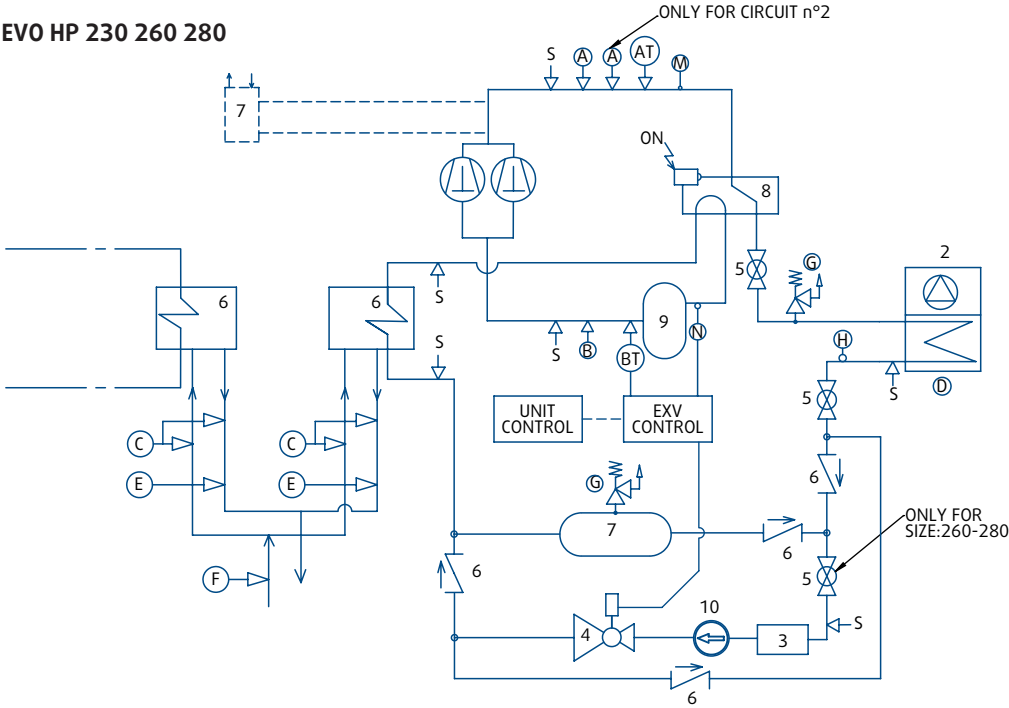 ONLY FOR CIRCUIT n°2
EVO HP 230 260 280
S
A
A
AT
M
7
ON
8
5
G
2
6
6
S
9
S
B
BT
N
H
D
S
S
5
UNIT
CONTROL
EXV
CONTROL
C
C
E
E
G
6
7
6
ONLY FOR
SIZE:260-280
6
5
F
10
S
4
3
6